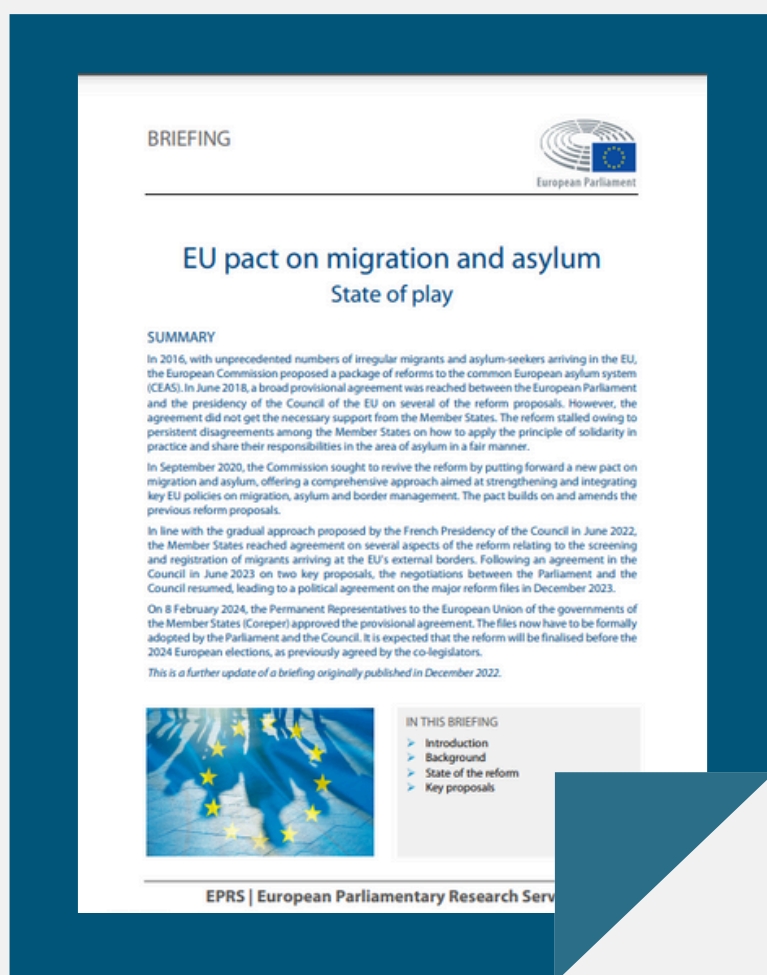 BRIEFING
European Parliament
EU pact on migration and asylum
State of play
SUMMARY
In 2016, with unprecedented numbers of irregular migrants and asylum-seekers arriving in the EU,
the European Commission proposed a package of reforms to the common European asylum system
(CEAS). In June 2018, a broad provisional agreement was reached between the European Parliament
and the presidency of the Council of the EU on several of the reform proposals. However, the
agreement did not get the necessary support from the Member States. The reform stalled owing to
persistent disagreements among the Member States on how to apply the principle of solidarity in
practice and share their responsibilities in the area of asylum in a fair manner.
In September 2020, the Commission sought to revive the reform by putting forward a new pact on
migration and asylum, offering a comprehensive approach aimed at strengthening and integrating
key EU policies on migration, asylum and border management. The pact builds on and amends the
previous reform proposals.
In line with the gradual approach proposed by the French Presidency of the Council in June 2022,
the Member States reached agreement on several aspects of the reform relating to the screening
and registration of migrants arriving at the EU's external borders. Following an agreement in the
Council in June 2023 on two key proposals, the negotiations between the Parliament and the
Council resumed, leading to a political agreement on the major reform files in December 2023.
On 8 February 2024, the Permanent Representatives to the European Union of the governments of
the Member States (Coreper) approved the provisional agreement. The files now have to be formally
adopted by the Parliament and the Council. It is expected that the reform will be finalised before the
2024 European elections, as previously agreed by the co-legislators.
This is a further update of a briefing originally published in December 2022.
IN THIS BRIEFING
Introduction
Background
State of the reform
Key proposals
EPRS | European Parliamentary Research Serv